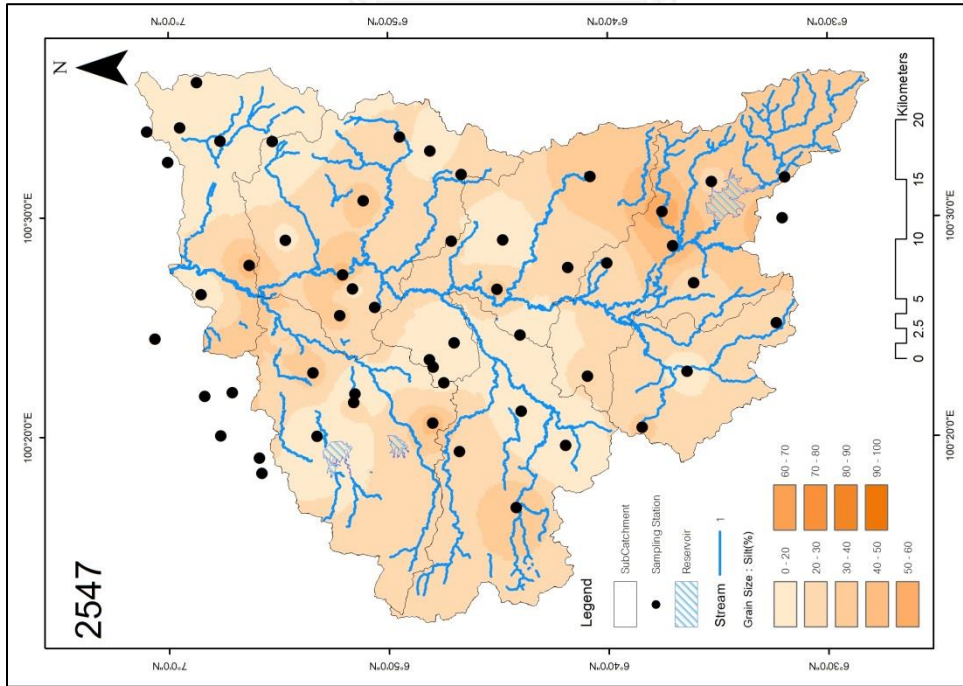 2547
N
100°20'0"E
100°30'0"E
7°0'0"N
7°0'0"N
6°50'0"N
6°50'0"N
6°40'0"N
6°40'0"N
6°30'0"N
6°30'0"N
100°20'0"E
100°30'0"E
Legend
SubCatchment
Sampling Station
Reservoir
Stream
1
Grain Size : Silt(%)
0 - 20
20 - 30
30 - 40
40 - 50
50 - 60
60 - 70
70 - 80
80 - 90
90 - 100
0 2.5 5 10 15 20
Kilometers